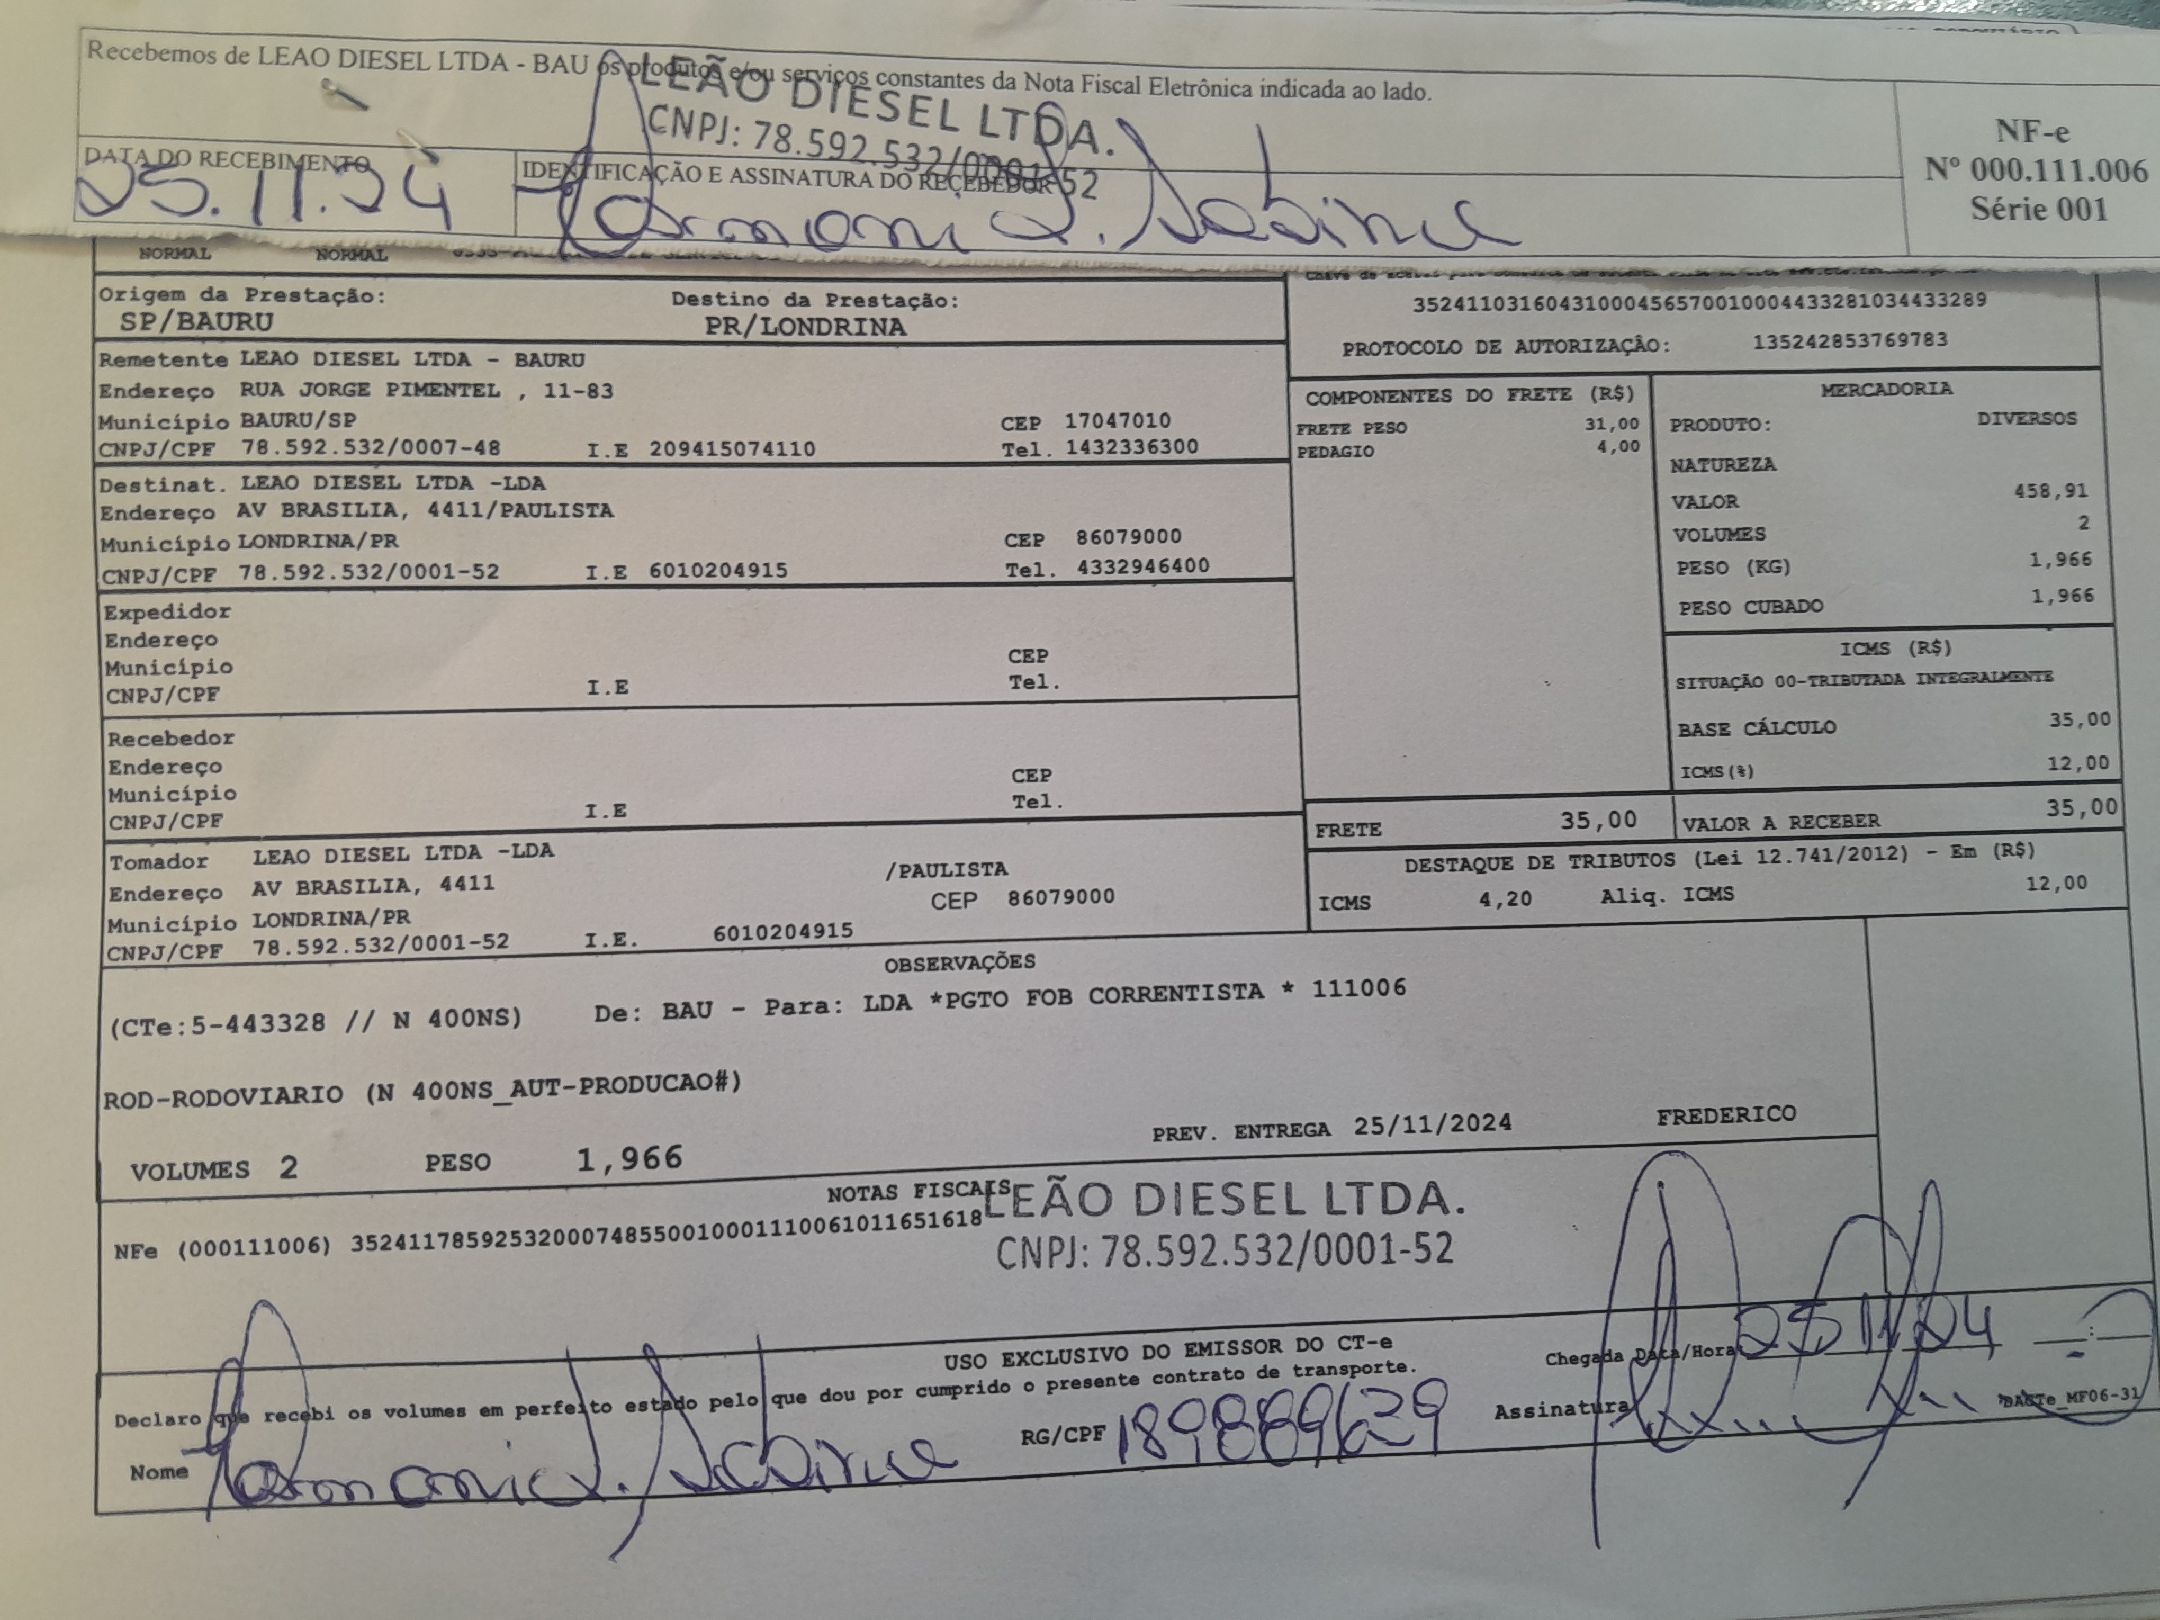 Recebemos de LEAO DIESEL LTDA - BAU os produtos e/ou serviços constantes da Nota Fiscal Eletrônica indicada ao lado.
LEÃO DIESEL LTDA.
CNPJ: 78.592.532/0001-52
NF-e
Nº 000.111.006
Série 001
DATA DO RECEBIMENTO
25.11.24
IDENTIFICAÇÃO E ASSINATURA DO RECEBEDOR
NORMAL NORMAL
Origem da Prestação: Destino da Prestação:
SP/BAURU PR/LONDRINA
35241103160431000456570010004433281034433289
PROTOCOLO DE AUTORIZAÇÃO: 135242853769783
Remetente LEAO DIESEL LTDA - BAURU
Endereço RUA JORGE PIMENTEL , 11-83
Município BAURU/SP CEP 17047010
CNPJ/CPF 78.592.532/0007-48 I.E 209415074110 Tel. 1432336300
Destinat. LEAO DIESEL LTDA -LDA
Endereço AV BRASILIA, 4411/PAULISTA
Município LONDRINA/PR CEP 86079000
CNPJ/CPF 78.592.532/0001-52 I.E 6010204915 Tel. 4332946400
Expedidor
Endereço
Município CEP
CNPJ/CPF I.E Tel.
Recebedor
Endereço
Município CEP
CNPJ/CPF I.E Tel.
Tomador LEAO DIESEL LTDA -LDA
Endereço AV BRASILIA, 4411 /PAULISTA
Município LONDRINA/PR CEP 86079000
CNPJ/CPF 78.592.532/0001-52 I.E. 6010204915
COMPONENTES DO FRETE (R$)
FRETE PESO 31,00
PEDAGIO 4,00
MERCADORIA
PRODUTO: DIVERSOS
NATUREZA
VALOR 458,91
VOLUMES 2
PESO (KG) 1,966
PESO CUBADO 1,966
ICMS (R$)
SITUAÇÃO 00-TRIBUTADA INTEGRALMENTE
BASE CÁLCULO 35,00
ICMS(%) 12,00
FRETE 35,00 VALOR A RECEBER 35,00
DESTAQUE DE TRIBUTOS (Lei 12.741/2012) - Em (R$)
ICMS 4,20 Aliq. ICMS 12,00
OBSERVAÇÕES
(CTe:5-443328 // N 400NS) De: BAU - Para: LDA *PGTO FOB CORRENTISTA * 111006
ROD-RODOVIARIO (N 400NS_AUT-PRODUCAO#)
PREV. ENTREGA 25/11/2024 FREDERICO
VOLUMES 2 PESO 1,966
NOTAS FISCAIS
NFe (000111006) 35241178592532000748550010001110061011651618
LEÃO DIESEL LTDA.
CNPJ: 78.592.532/0001-52
USO EXCLUSIVO DO EMISSOR DO CT-e
Declaro que recebi os volumes em perfeito estado pelo que dou por cumprido o presente contrato de transporte.
Chegada Data/Hora 25 11/24
Nome
RG/CPF
Assinatura
DACTe_MF06-31